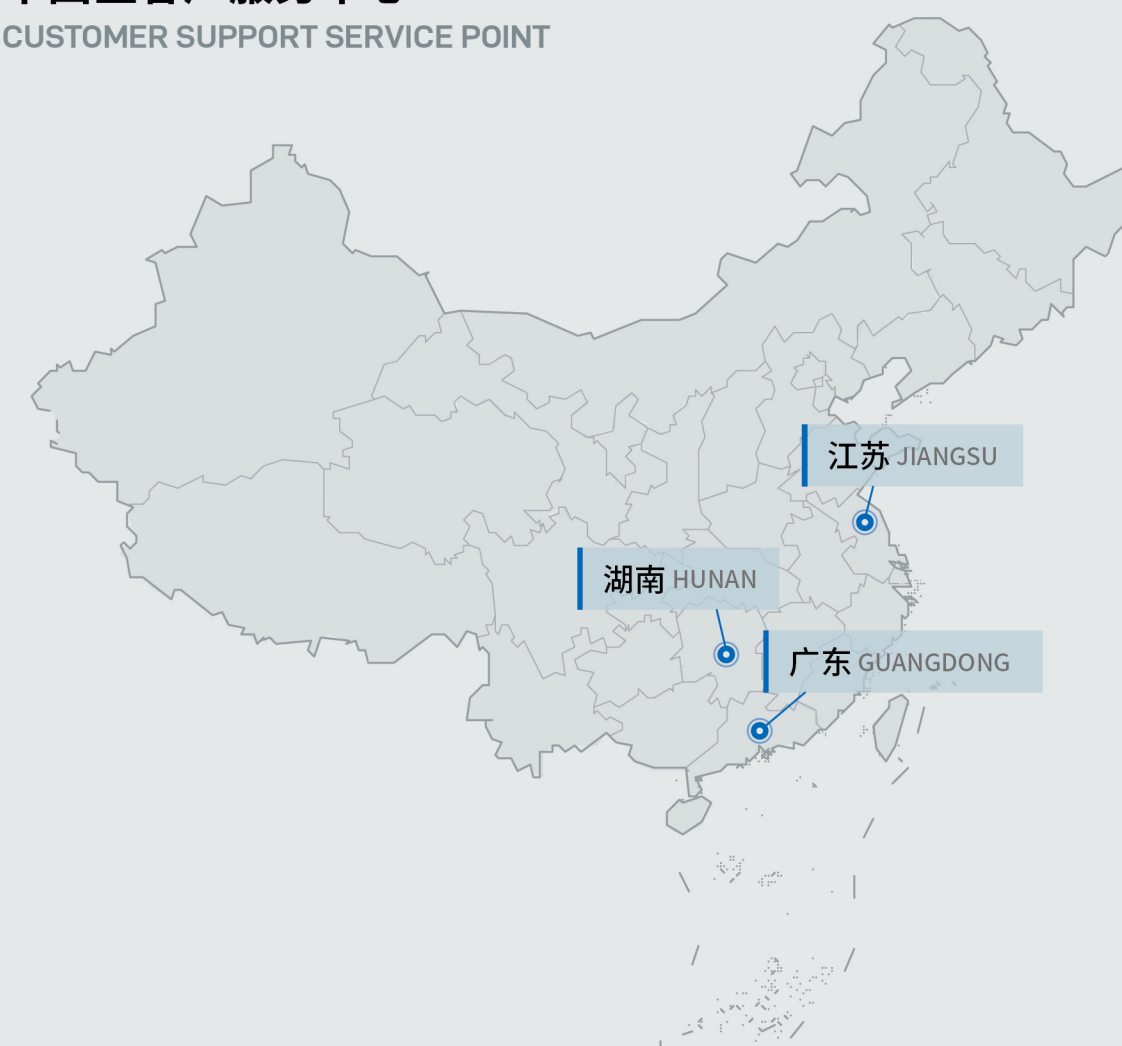 CUSTOMER SUPPORT SERVICE POINT
江苏 JIANGSU
湖南 HUNAN
广东 GUANGDONG